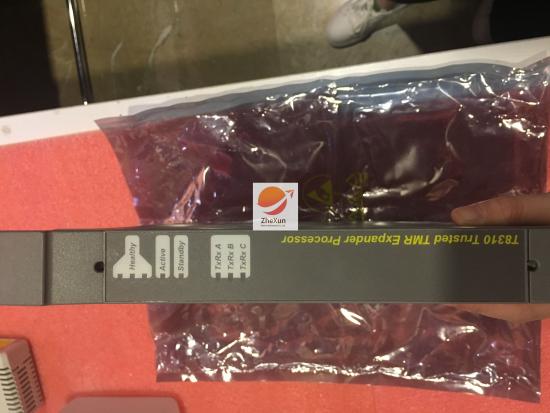 T8310 Trusted TMR Expander Processor
Healthy
Active
Standby
TxRx A
TxRx B
TxRx C
ZheXun